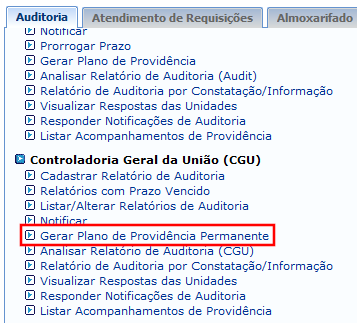 Auditoria
Atendimento de Requisições
Almoxarifado
Notificar
Prorrogar Prazo
Gerar Plano de Providência
Analisar Relatório de Auditoria (Audit)
Relatório de Auditoria por Constatação/Informação
Visualizar Respostas das Unidades
Responder Notificações de Auditoria
Listar Acompanhamentos de Providência
Controladoria Geral da União (CGU)
Cadastrar Relatório de Auditoria
Relatórios com Prazo Vencido
Listar/Alterar Relatórios de Auditoria
Notificar
Gerar Plano de Providência Permanente
Analisar Relatório de Auditoria (CGU)
Relatório de Auditoria por Constatação/Informação
Visualizar Respostas das Unidades
Responder Notificações de Auditoria
Listar Acompanhamentos de Providência